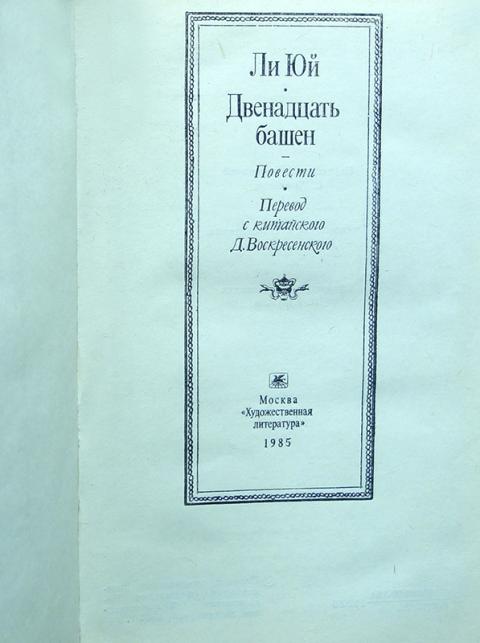 Ли Юй
Двенадцать
башен
Повести
Перевод
с китайского
Д. Воскресенского
Москва
«Художественная
литература»
1985